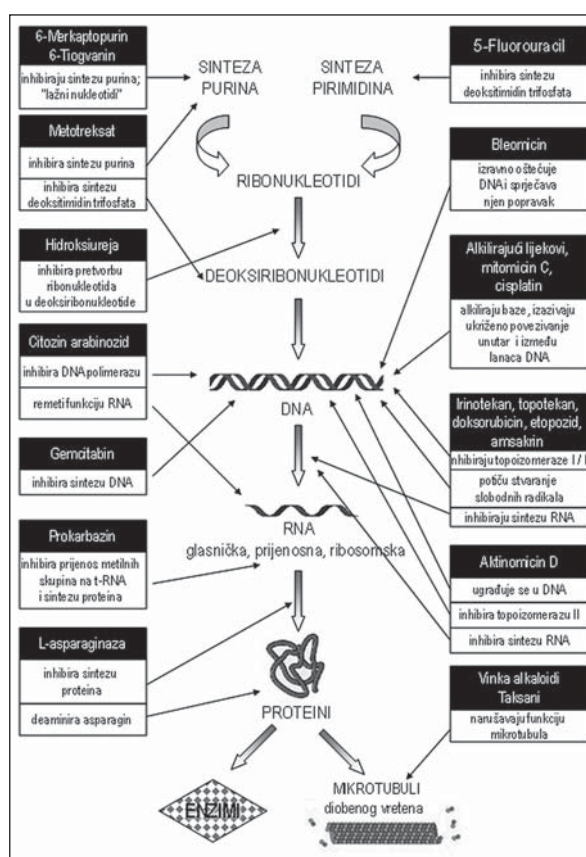 6-Merkaptopurin
6-Tiogvanin
inhibiraju sintezu purina;
"lažni nukleotidi"
Metotreksat
inhibira sintezu purina
inhibira sintezu
deoksitimidin trifosfata
Hidroksiureja
inhibira pretvorbu
ribonukleotida
u deoksiribonukleotide
Citozin arabinozid
inhibira DNA polimerazu
remeti funkciju RNA
Gemcitabin
inhibira sintezu DNA
Prokarbazin
inhibira prijenos metilnih
skupina na t-RNA
i sintezu proteina
L-asparaginaza
inhibira sintezu
proteina
deaminira asparagin
SINTEZA
PURINA
SINTEZA
PIRIMIDINA
RIBONUKLEOTIDI
DEOKSIRIBONUKLEOTIDI
DNA
RNA
glasnička, prijenosna, ribosomska
PROTEINI
ENZIMI
MIKROTUBULI
diobenog vretena
5-Fluorouracil
inhibira sintezu
deoksitimidin trifosfata
Bleomicin
izravno oštećuje
DNA i sprječava
njen popravak
Alkilirajući lijekovi,
mitomicin C,
cisplatin
alkiliraju baze, izazivaju
ukriženo povezivanje
unutar i između
lanaca DNA
Irinotekan, topotekan,
doksorubicin, etopozid,
amsakrin
nhibiraju topoizomeraze I / I
potiču stvaranje
slobodnih radikala
inhibiraju sintezu RNA
Aktinomicin D
ugrađuje se u DNA
inhibira topoizomerazu II
inhibira sintezu RNA
Vinka alkaloidi
Taksani
narušavaju funkciju
mikrotubula